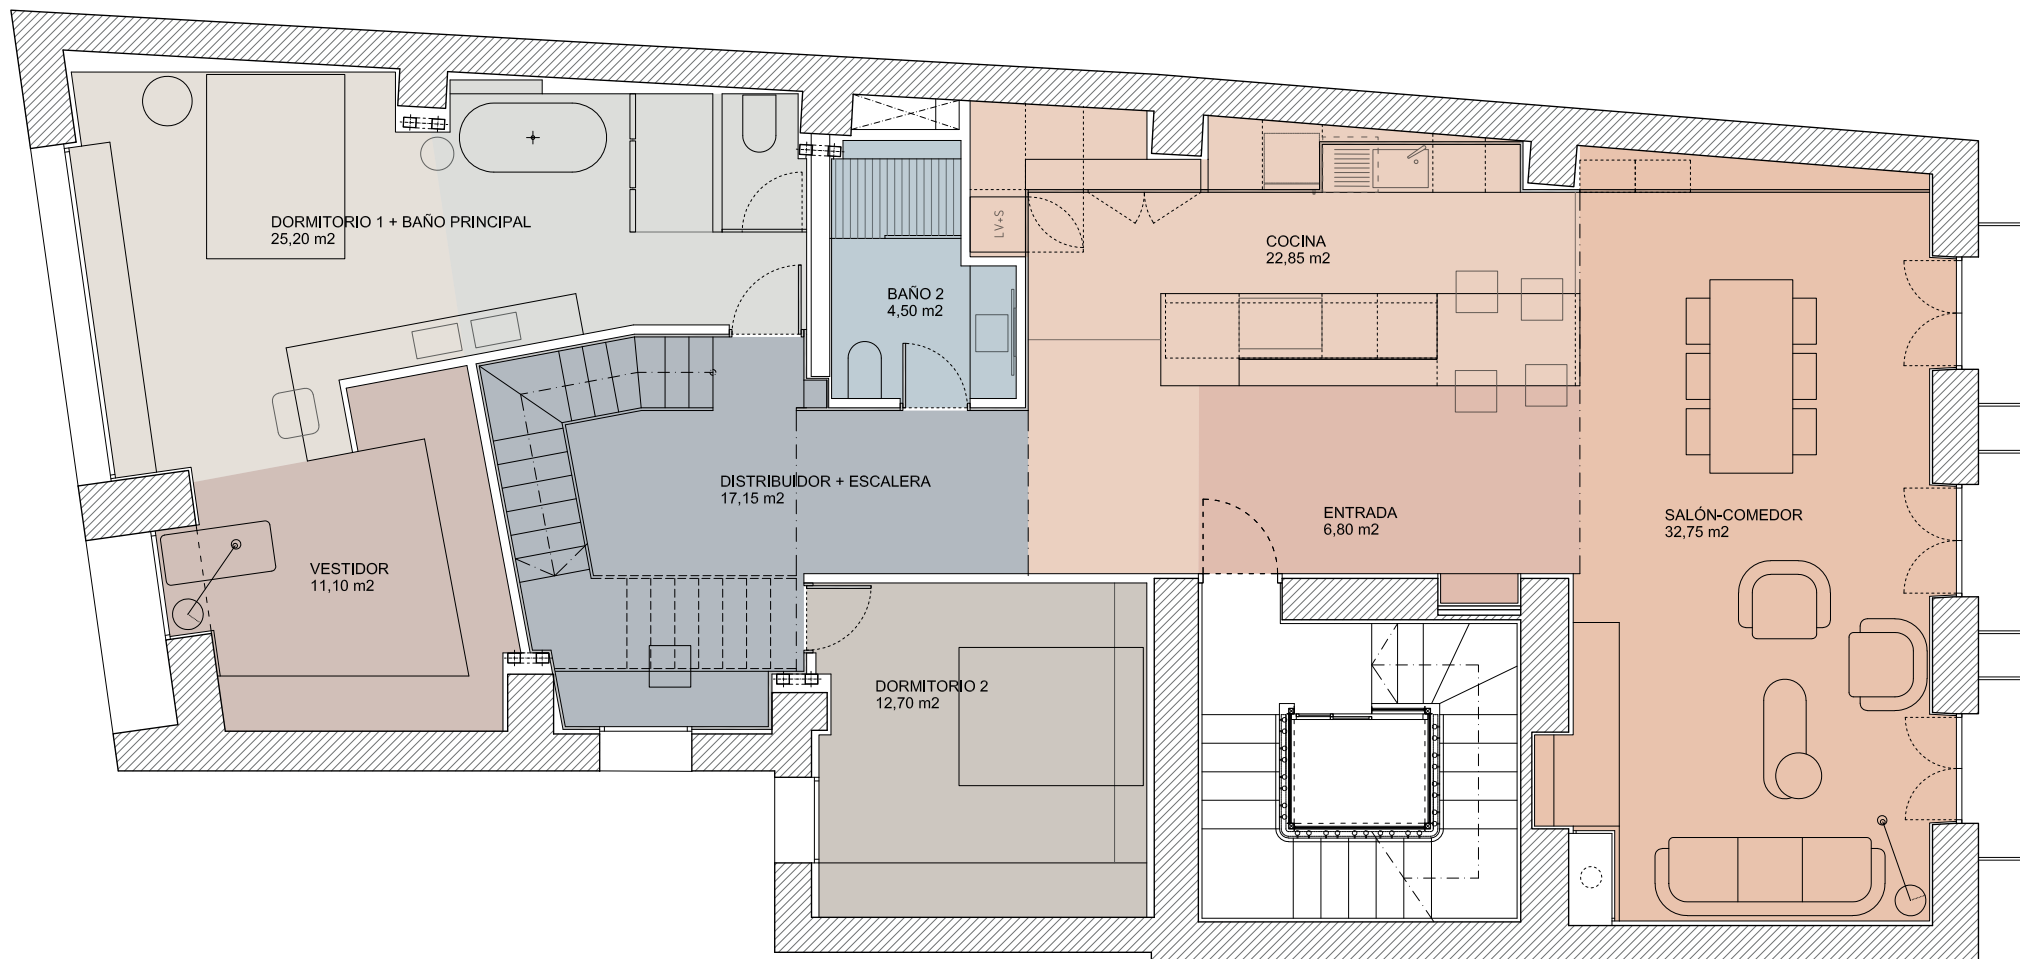 DORMITORIO 1 + BAÑO PRINCIPAL
25,20 m2
LV+S
COCINA
22,85 m2
BAÑO 2
4,50 m2
DISTRIBUIDOR + ESCALERA
17,15 m2
ENTRADA
6,80 m2
SALÓN-COMEDOR
32,75 m2
VESTIDOR
11,10 m2
DORMITORIO 2
12,70 m2